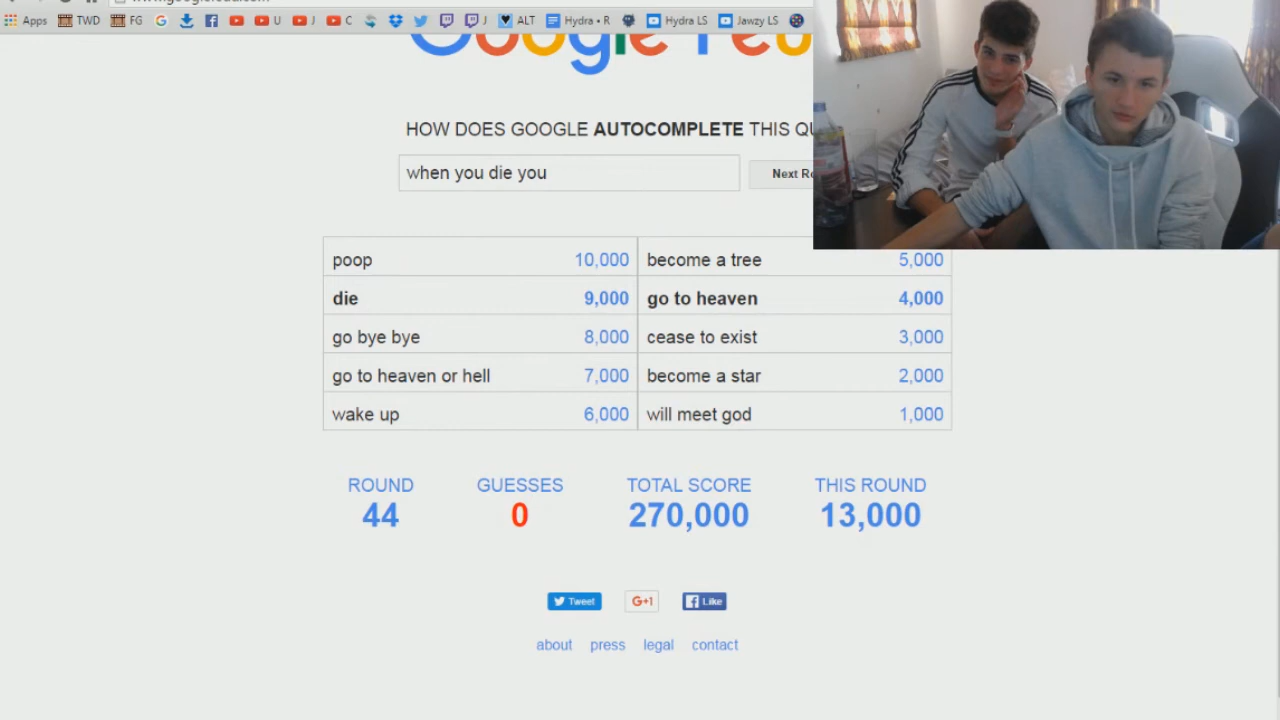 Apps TWD FG U J C J ALT Hydra • R Hydra LS Jawzy LS
HOW DOES GOOGLE AUTOCOMPLETE THIS
when you die you
Next
poop 10,000 become a tree 5,000
die 9,000 go to heaven 4,000
go bye bye 8,000 cease to exist 3,000
go to heaven or hell 7,000 become a star 2,000
wake up 6,000 will meet god 1,000
ROUND GUESSES TOTAL SCORE THIS ROUND
44 0 270,000 13,000
Tweet G+1 Like
about press legal contact